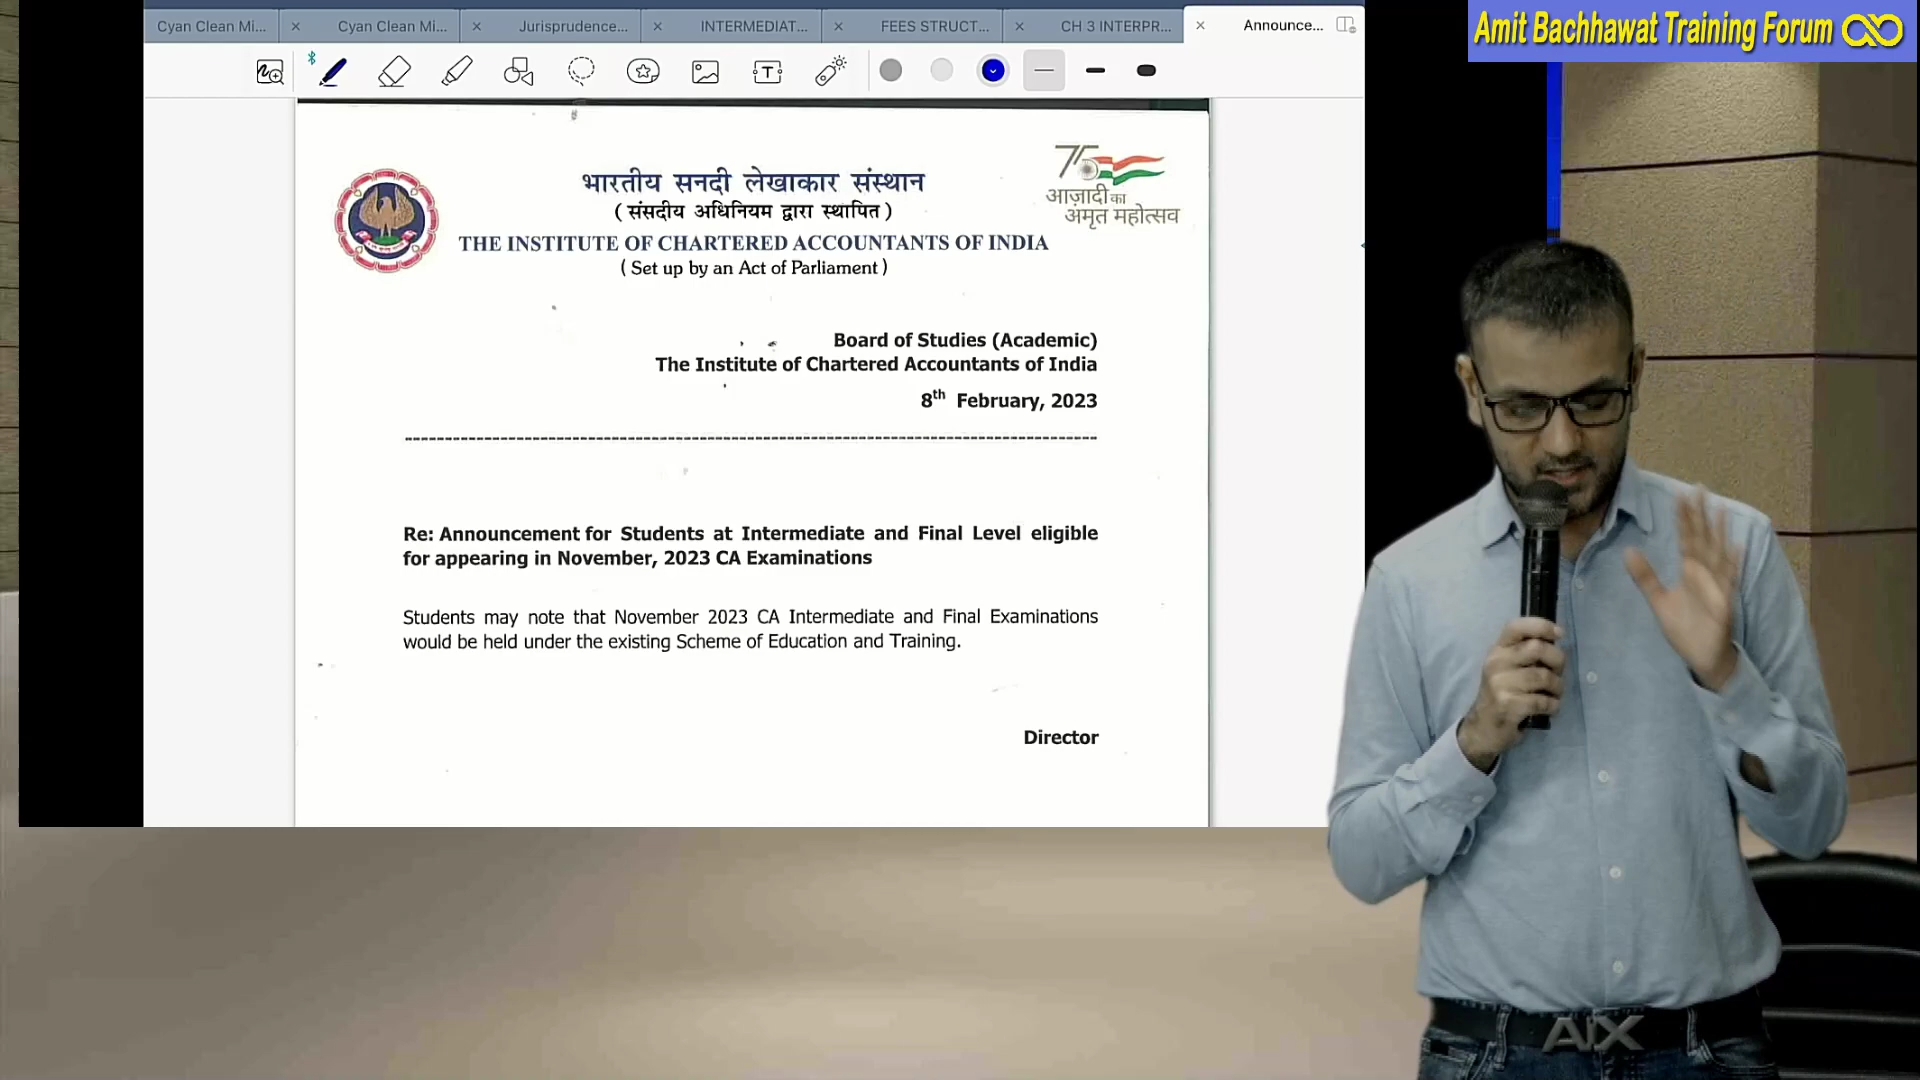 Cyan Clean Mi...
Cyan Clean Mi...
Jurisprudence...
INTERMEDIAT...
FEES STRUCT...
CH 3 INTERPR...
Announce...
Amit Bachhawat Training Forum
भारतीय सनदी लेखाकार संस्थान
( संसदीय अधिनियम द्वारा स्थापित )
THE INSTITUTE OF CHARTERED ACCOUNTANTS OF INDIA
( Set up by an Act of Parliament )
75
आज़ादी का
अमृत महोत्सव
Board of Studies (Academic)
The Institute of Chartered Accountants of India
8th February, 2023
Re: Announcement for Students at Intermediate and Final Level eligible
for appearing in November, 2023 CA Examinations
Students may note that November 2023 CA Intermediate and Final Examinations
would be held under the existing Scheme of Education and Training.
Director
AIX